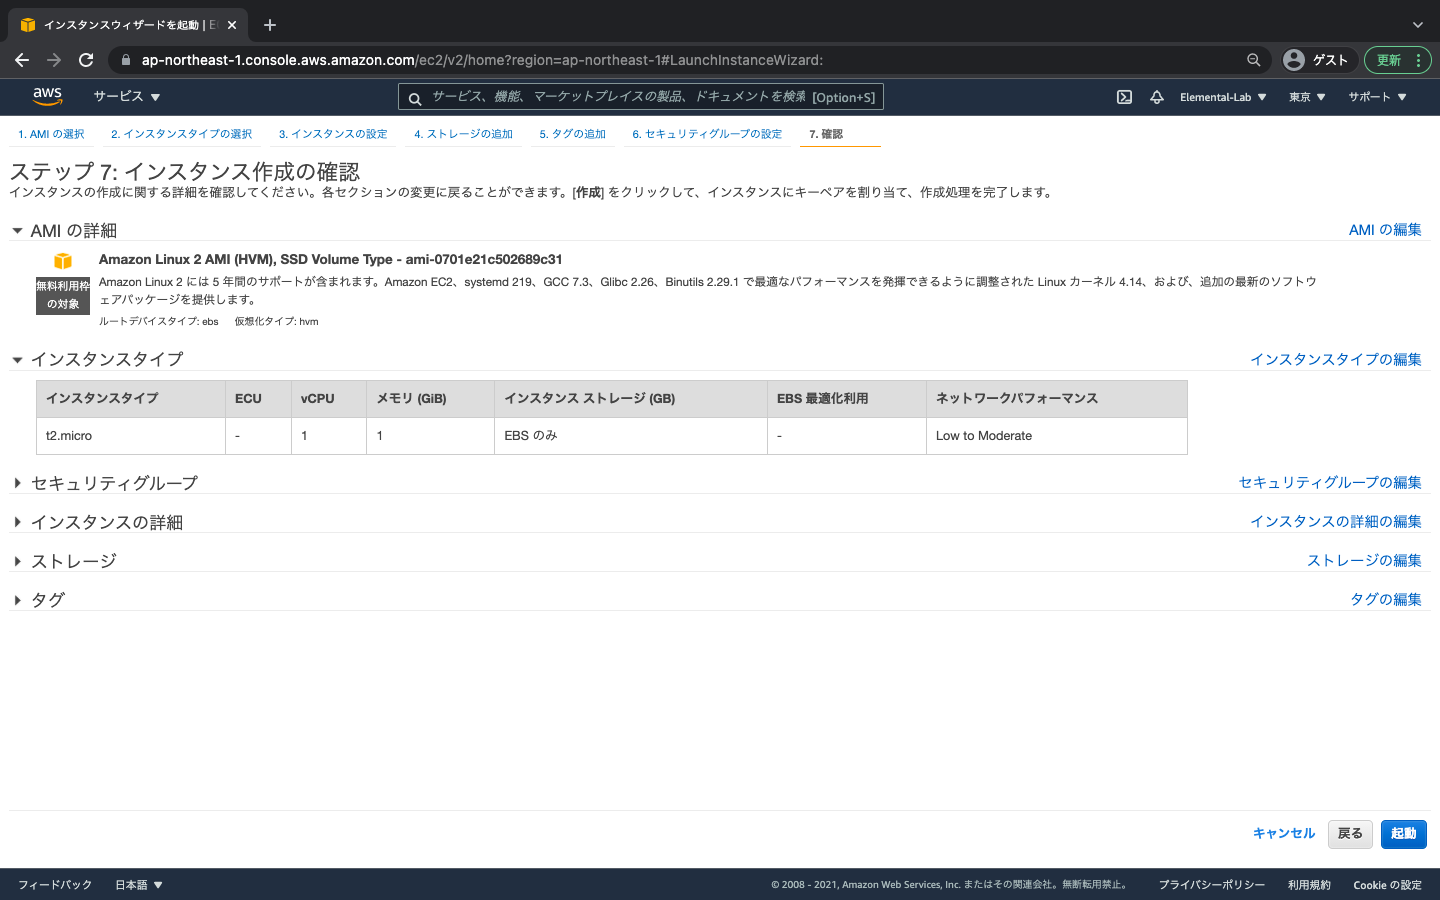 インスタンスウィザードを起動 | E
ap-northeast-1.console.aws.amazon.com/ec2/v2/home?region=ap-northeast-1#LaunchInstanceWizard:
ゲスト
更新
aws
サービス
サービス、機能、マーケットプレイスの製品、ドキュメントを検索 [Option+S]
Elemental-Lab
東京
サポート
1. AMI の選択
2. インスタンスタイプの選択
3. インスタンスの設定
4. ストレージの追加
5. タグの追加
6. セキュリティグループの設定
7. 確認
ステップ 7: インスタンス作成の確認
インスタンスの作成に関する詳細を確認してください。各セクションの変更に戻ることができます。[作成] をクリックして、インスタンスにキーペアを割り当て、作成処理を完了します。
AMI の詳細
AMI の編集
無料利用枠
の対象
Amazon Linux 2 AMI (HVM), SSD Volume Type - ami-0701e21c502689c31
Amazon Linux 2 には 5 年間のサポートが含まれます。Amazon EC2、systemd 219、GCC 7.3、Glibc 2.26、Binutils 2.29.1 で最適なパフォーマンスを発揮できるように調整された Linux カーネル 4.14、および、追加の最新のソフトウ
ェアパッケージを提供します。
ルートデバイスタイプ: ebs 仮想化タイプ: hvm
インスタンスタイプ
インスタンスタイプの編集
インスタンスタイプ ECU vCPU メモリ (GiB) インスタンス ストレージ (GB) EBS 最適化利用 ネットワークパフォーマンス
t2.micro - 1 1 EBS のみ - Low to Moderate
セキュリティグループ
セキュリティグループの編集
インスタンスの詳細
インスタンスの詳細の編集
ストレージ
ストレージの編集
タグ
タグの編集
キャンセル
戻る
起動
フィードバック
日本語
© 2008 - 2021, Amazon Web Services, Inc. またはその関連会社。無断転用禁止。
プライバシーポリシー
利用規約
Cookie の設定